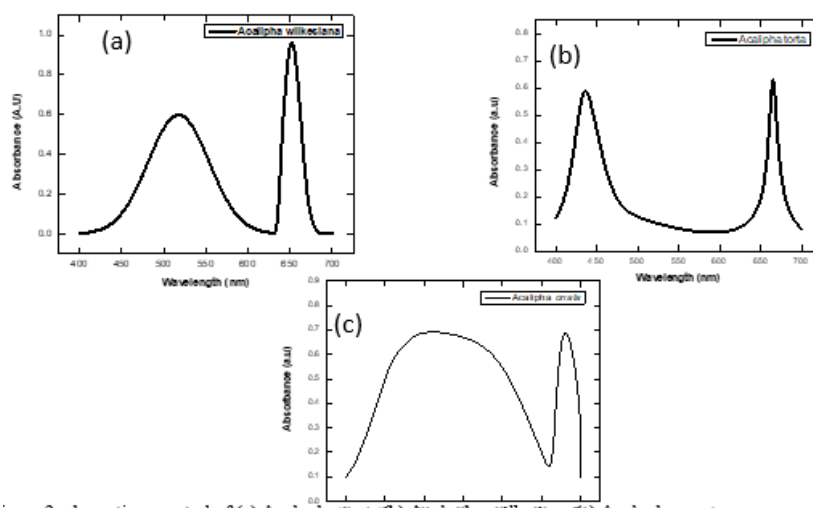 (a)
Acalipha wilkesiana
1.0
0.8
0.6
0.4
0.2
0.0
Absorbance (A.U)
400 450 500 550 600 650 700
Wavelength (nm)
(b)
Acalipha torta
0.8
0.7
0.6
0.5
0.4
0.3
0.2
0.1
0.0
Absorbance (a.u)
400 450 500 550 600 650 700
Wavelength (nm)
(c)
Acalipha
0.9
0.8
0.7
0.6
0.5
0.4
0.3
0.2
0.1
0.0
Absorbance (a.u)